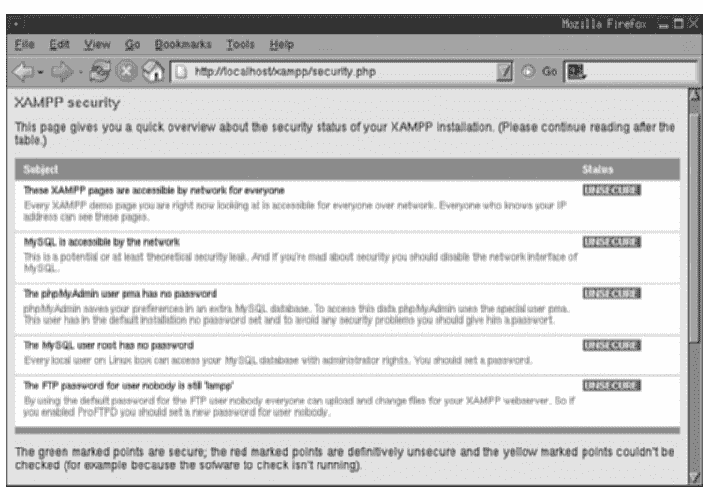 Mozilla Firefox
File Edit View Go Bookmarks Tools Help
http://localhost/xampp/security.php Go
XAMPP security
This page gives you a quick overview about the security status of your XAMPP installation. (Please continue reading after the
table.)
Subject Status
These XAMPP pages are accessible by network for everyone UNSECURE
Every XAMPP demo page you are right now looking at is accessible for everyone over network. Everyone who knows your IP
address can see these pages.
MySQL is accessible by the network UNSECURE
This is a potential or at least theoretical security leak. And if you're mad about security you should disable the network interface of
MySQL.
The phpMyAdmin user pma has no password UNSECURE
phpMyAdmin saves your preferences in an extra MySQL database. To access this data phpMyAdmin uses the special user pma.
This user has in the default installation no password set and to avoid any security problems you should give him a passwort.
The MySQL user root has no password UNSECURE
Every local user on Linux box can access your MySQL database with administrator rights. You should set a password.
The FTP password for user nobody is still 'lampp' UNSECURE
By using the default password for the FTP user nobody everyone can upload and change files for your XAMPP webserver. So if
you enabled ProFTPD you should set a new password for user nobody.
The green marked points are secure; the red marked points are definitively unsecure and the yellow marked points couldn't be
checked (for example because the sofware to check isn't running).